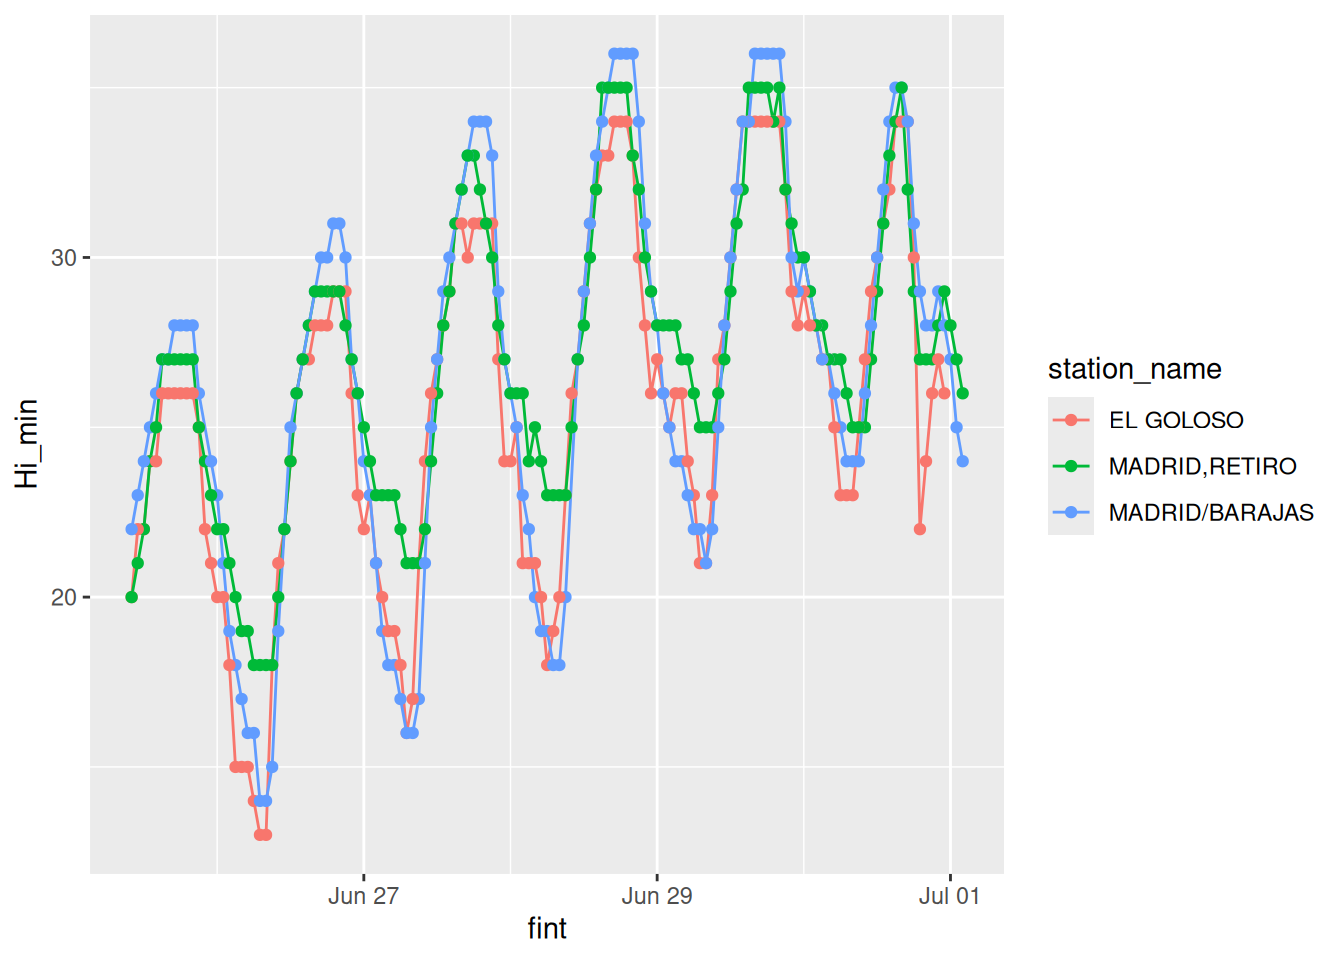 Hi_min
30
20
Jun 27
Jun 29
Jul 01
fint
station_name
EL GOLOSO
MADRID,RETIRO
MADRID/BARAJAS